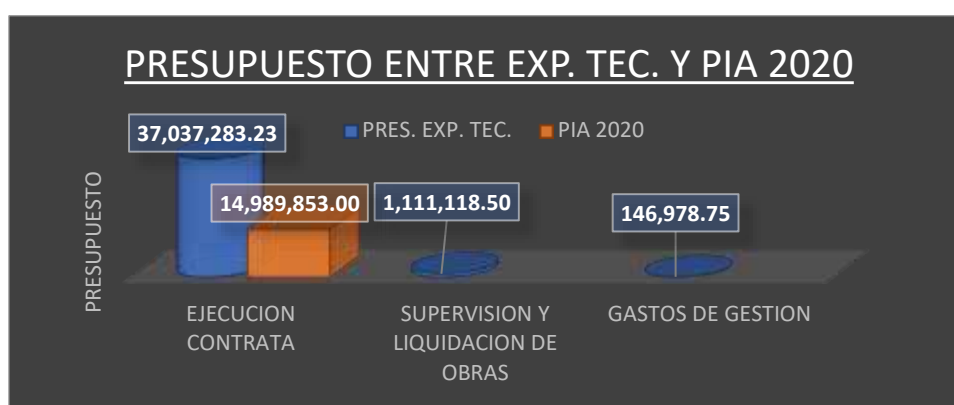 PRESUPUESTO ENTRE EXP. TEC. Y PIA 2020
37,037,283.23
PRES. EXP. TEC.
PIA 2020
14,989,853.00
1,111,118.50
146,978.75
PRESUPUESTO
EJECUCION
CONTRATA
SUPERVISION Y
LIQUIDACION DE
OBRAS
GASTOS DE GESTION